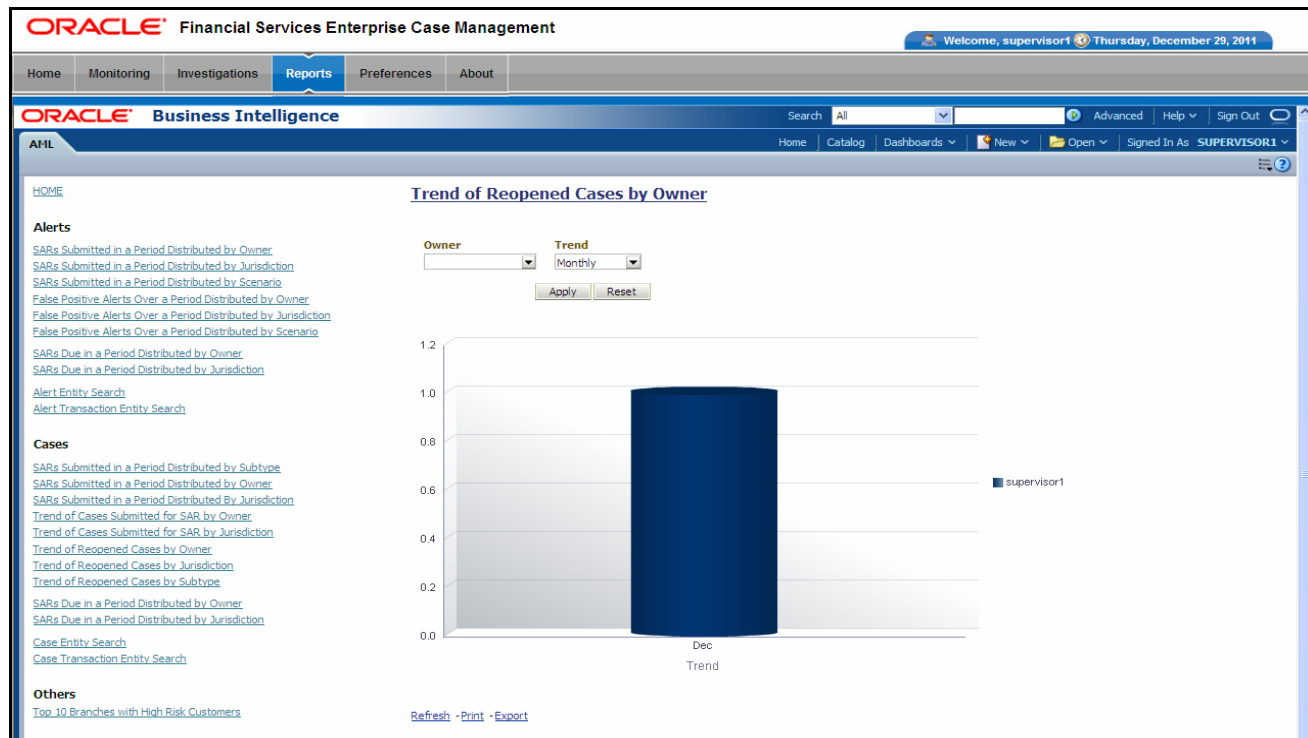 ORACLE Financial Services Enterprise Case Management
Welcome, supervisor1 Thursday, December 29, 2011
Home Monitoring Investigations Reports Preferences About
ORACLE Business Intelligence
Search All Advanced Help Sign Out
AML
Home Catalog Dashboards New Open Signed In As SUPERVISOR1
HOME
Alerts
SARs Submitted in a Period Distributed by Owner
SARs Submitted in a Period Distributed by Jurisdiction
SARs Submitted in a Period Distributed by Scenario
False Positive Alerts Over a Period Distributed by Owner
False Positive Alerts Over a Period Distributed by Jurisdiction
False Positive Alerts Over a Period Distributed by Scenario
SARs Due in a Period Distributed by Owner
SARs Due in a Period Distributed by Jurisdiction
Alert Entity Search
Alert Transaction Entity Search
Cases
SARs Submitted in a Period Distributed by Subtype
SARs Submitted in a Period Distributed by Owner
SARs Submitted in a Period Distributed By Jurisdiction
Trend of Cases Submitted for SAR by Owner
Trend of Cases Submitted for SAR by Jurisdiction
Trend of Reopened Cases by Owner
Trend of Reopened Cases by Jurisdiction
Trend of Reopened Cases by Subtype
SARs Due in a Period Distributed by Owner
SARs Due in a Period Distributed by Jurisdiction
Case Entity Search
Case Transaction Entity Search
Others
Top 10 Branches with High Risk Customers
Trend of Reopened Cases by Owner
Owner Trend
Monthly
Apply Reset
1.2
1.0
0.8
0.6
0.4
0.2
0.0
Dec
Trend
supervisor1
Refresh - Print - Export